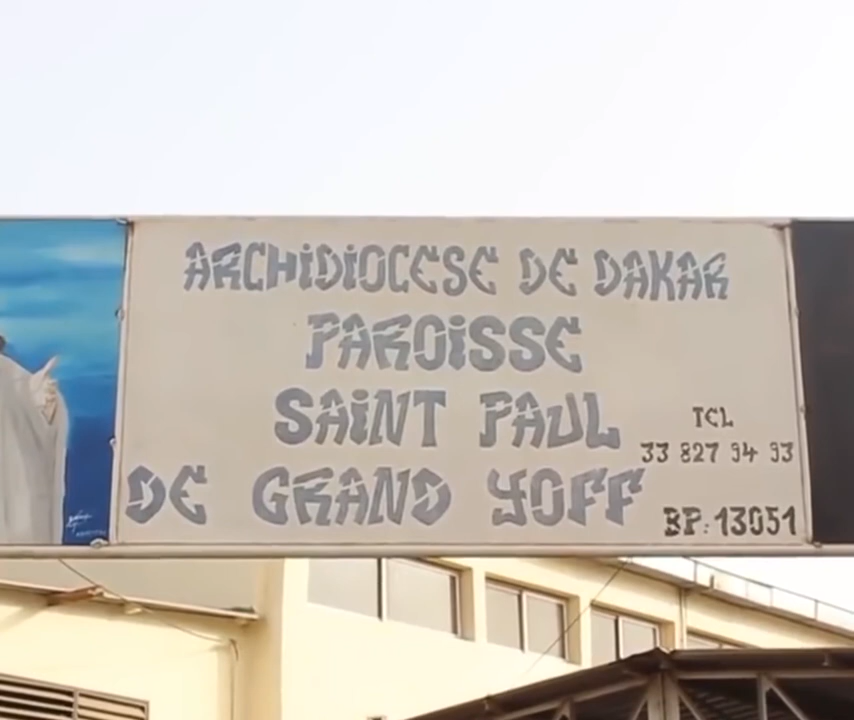 ARCHiDiOCESE DE DAKAR
PAROiSSE
SAiNT PAUL
DE GRAND YOFF
TEL
33 827 94 93
BP: 13051